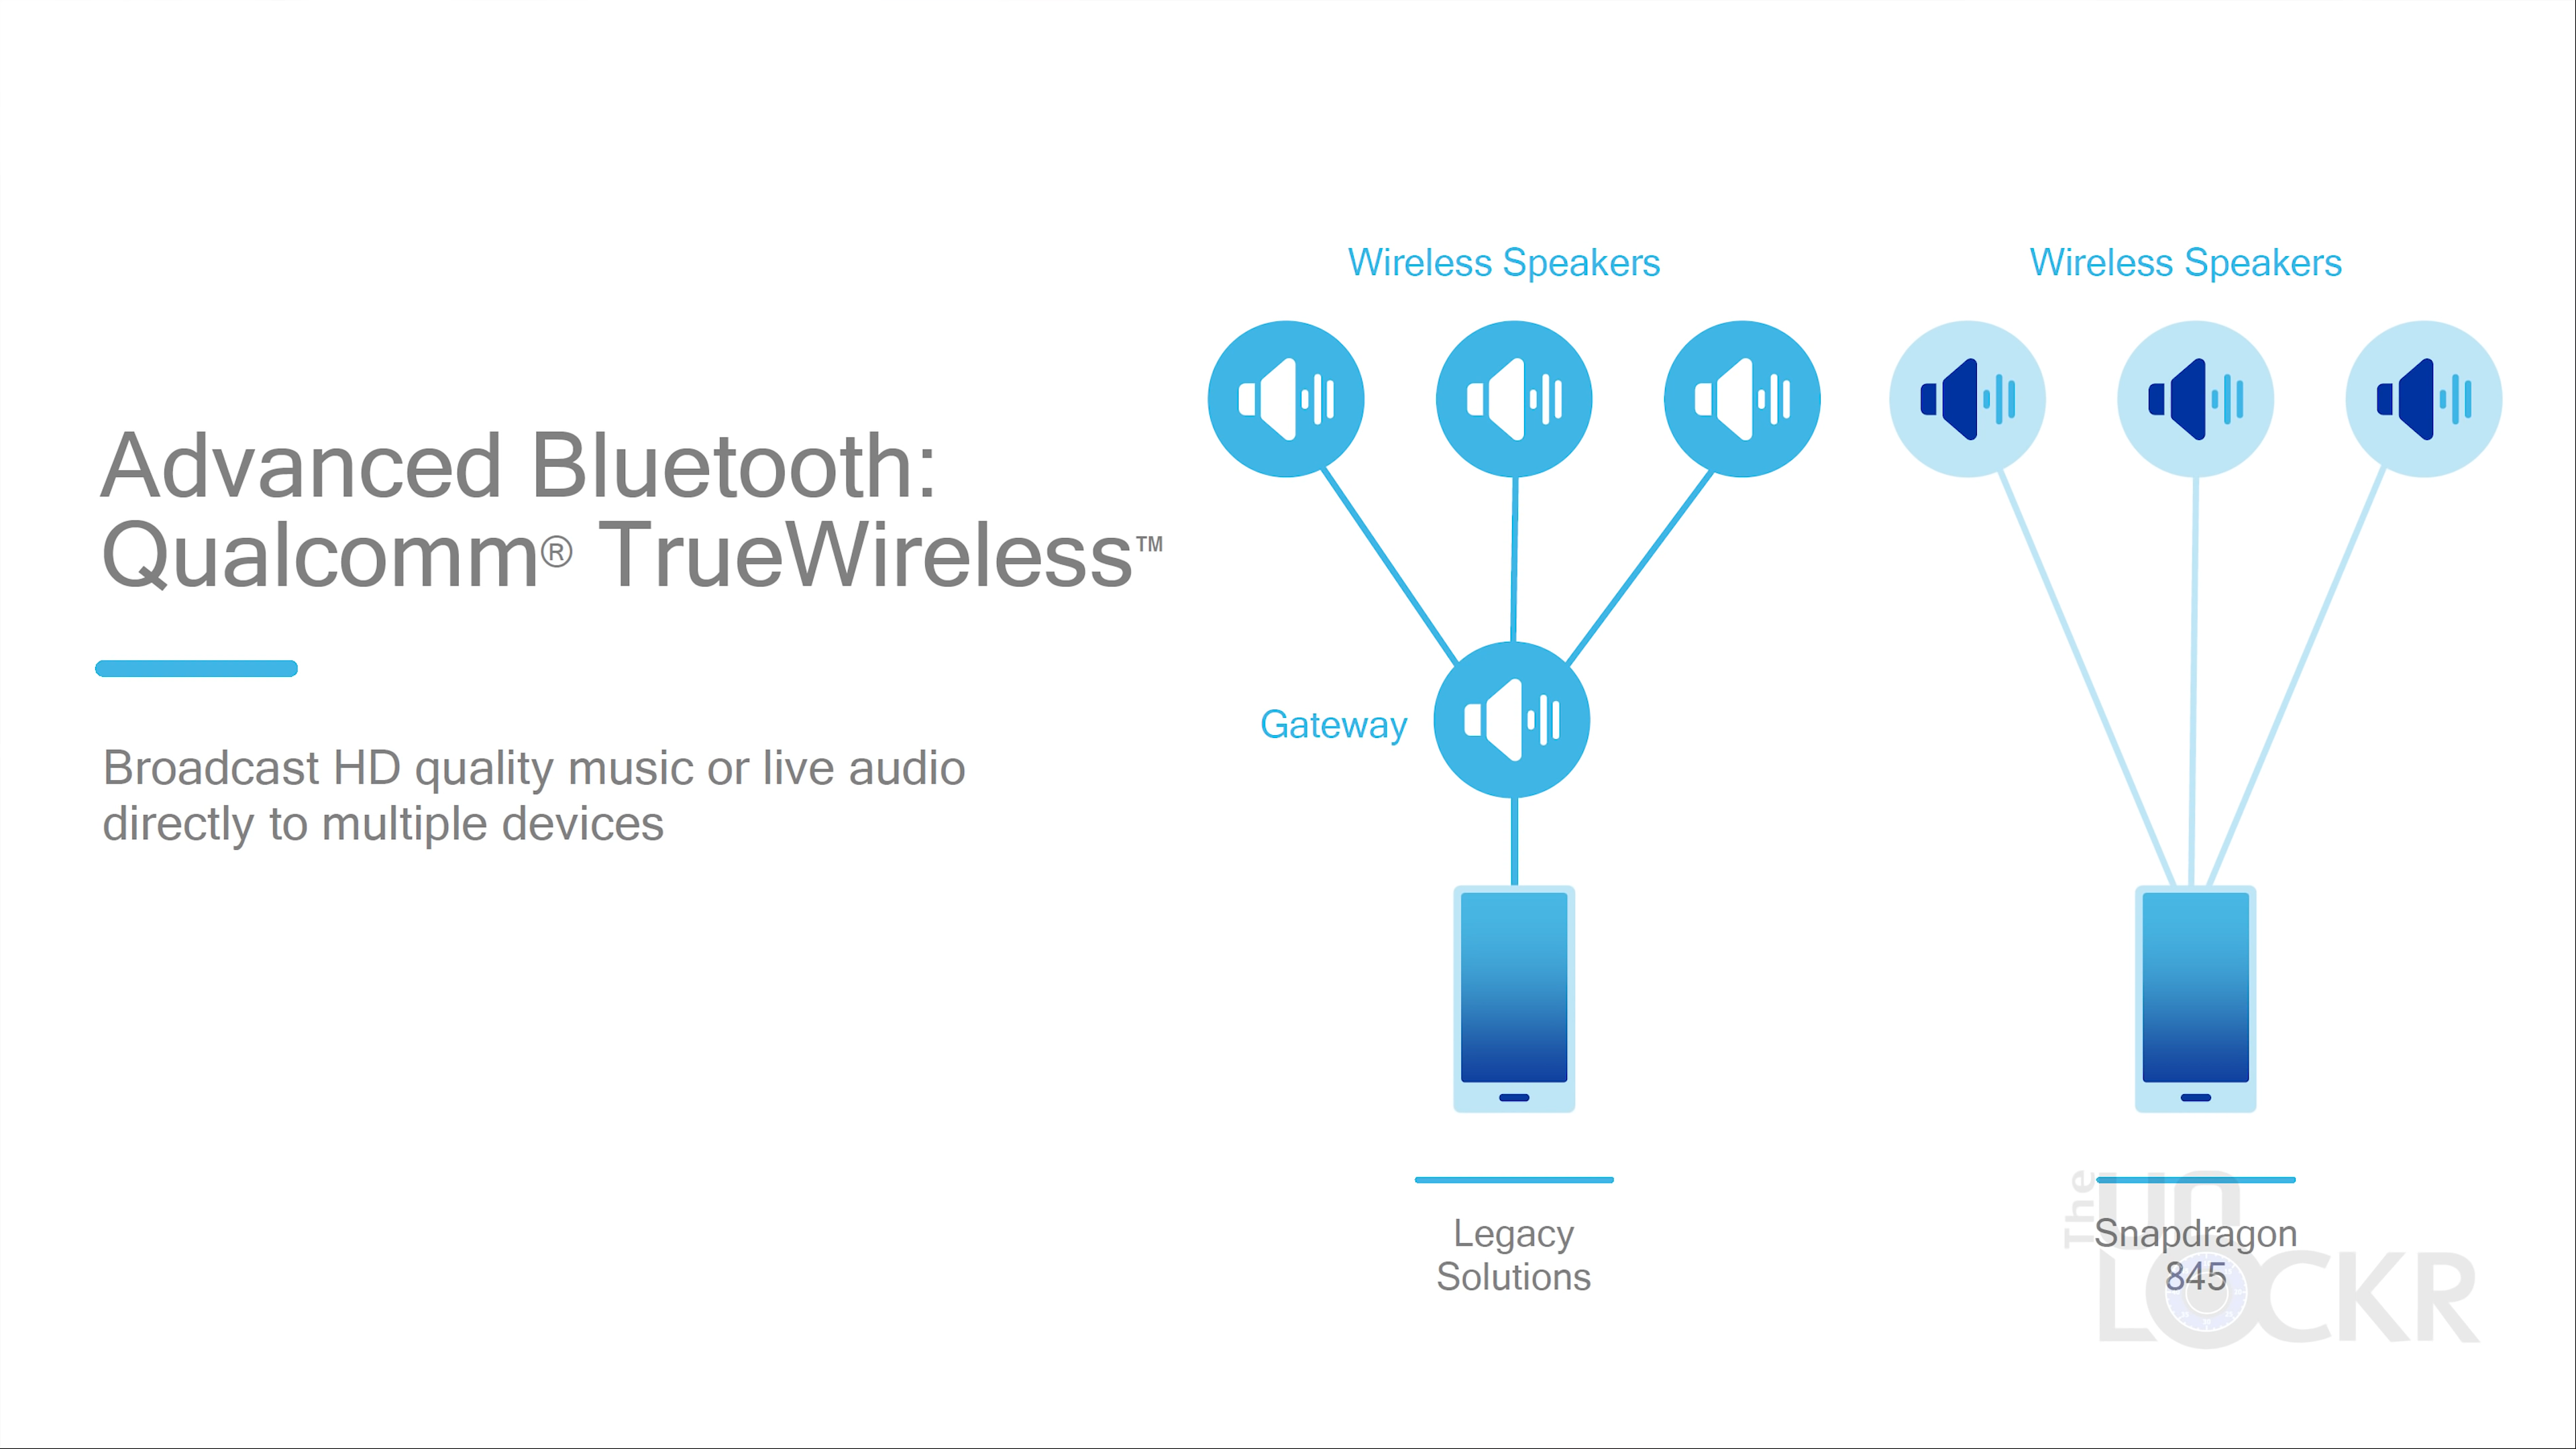 Advanced Bluetooth:
Qualcomm® TrueWireless™
Broadcast HD quality music or live audio
directly to multiple devices
Wireless Speakers
Gateway
Legacy
Solutions
Wireless Speakers
Snapdragon
845
The
UN
LOCKR